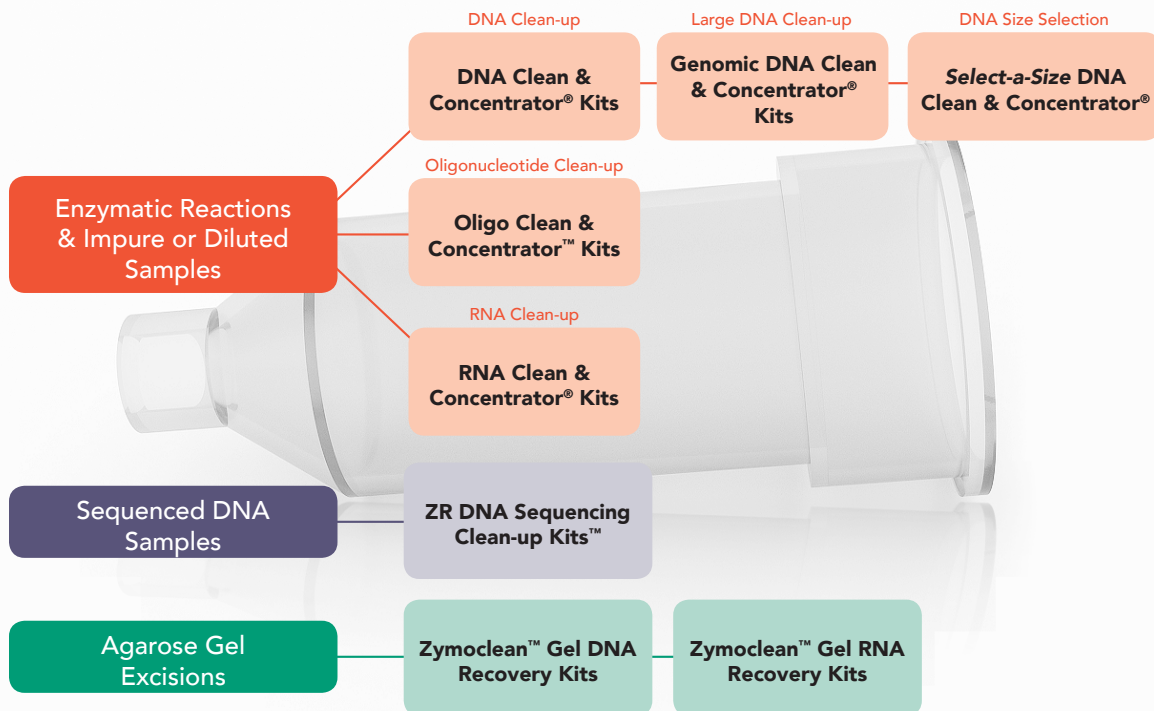 DNA Clean-up
Large DNA Clean-up
DNA Size Selection
DNA Clean &
Concentrator® Kits
Genomic DNA Clean
& Concentrator®
Kits
Select-a-Size DNA
Clean & Concentrator®
Enzymatic Reactions
& Impure or Diluted
Samples
Oligonucleotide Clean-up
Oligo Clean &
Concentrator™ Kits
RNA Clean-up
RNA Clean &
Concentrator® Kits
Sequenced DNA
Samples
ZR DNA Sequencing
Clean-up Kits™
Agarose Gel
Excisions
Zymoclean™ Gel DNA
Recovery Kits
Zymoclean™ Gel RNA
Recovery Kits